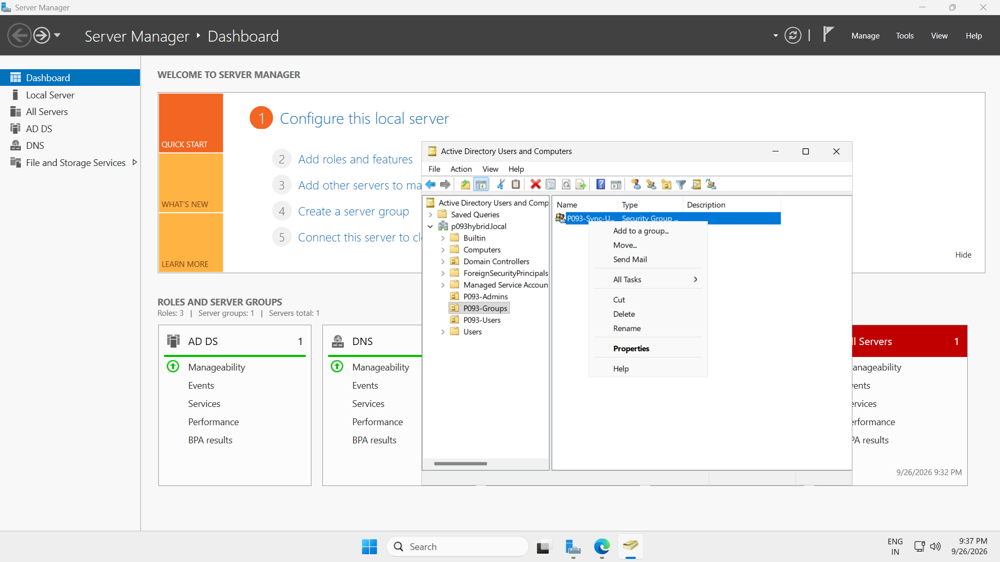 Server Manager
Server Manager ‣ Dashboard
Manage
Tools
View
Help
Dashboard
Local Server
All Servers
AD DS
DNS
File and Storage Services
WELCOME TO SERVER MANAGER
QUICK START
WHAT'S NEW
LEARN MORE
1 Configure this local server
2 Add roles and features
3 Add other servers to ma
4 Create a server group
5 Connect this server to cl
Hide
ROLES AND SERVER GROUPS
Roles: 3 | Server groups: 1 | Servers total: 1
AD DS 1
Manageability
Events
Services
Performance
BPA results
DNS
Manageability
Events
Services
Performance
BPA results
ll Servers 1
anageability
ents
ervices
erformance
PA results
9/26/2026 9:32 PM
Active Directory Users and Computers
File Action View Help
Active Directory Users and Comp
Saved Queries
p093hybrid.local
Builtin
Computers
Domain Controllers
ForeignSecurityPrincipals
Managed Service Accoun
P093-Admins
P093-Groups
P093-Users
Users
Name Type Description
P093-Sync-U... Security Group ...
Add to a group...
Move...
Send Mail
All Tasks
Cut
Delete
Rename
Properties
Help
Search
ENG
IN
9:37 PM
9/26/2026